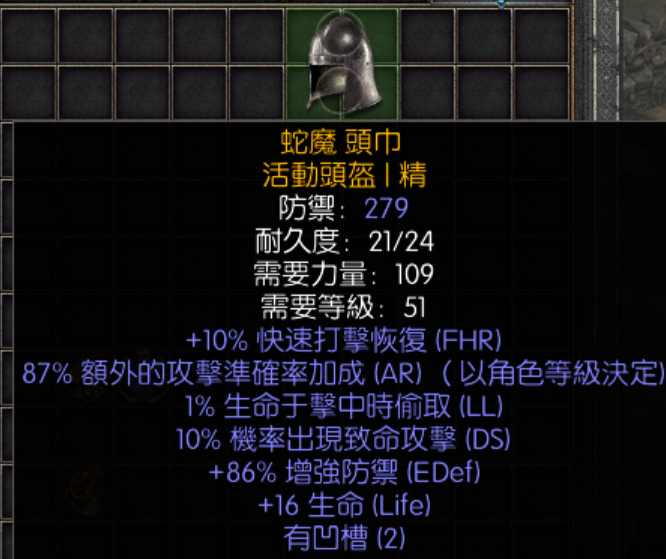 蛇魔 頭巾
活動頭盔 | 精
防禦： 279
耐久度： 21/24
需要力量： 109
需要等級： 51
+10% 快速打擊恢復 (FHR)
87% 額外的攻擊準確率加成 (AR) （ 以角色等級決定)
1% 生命于擊中時偷取 (LL)
10% 機率出現致命攻擊 (DS)
+86% 增強防禦 (EDef)
+16 生命 (Life)
有凹槽 (2)